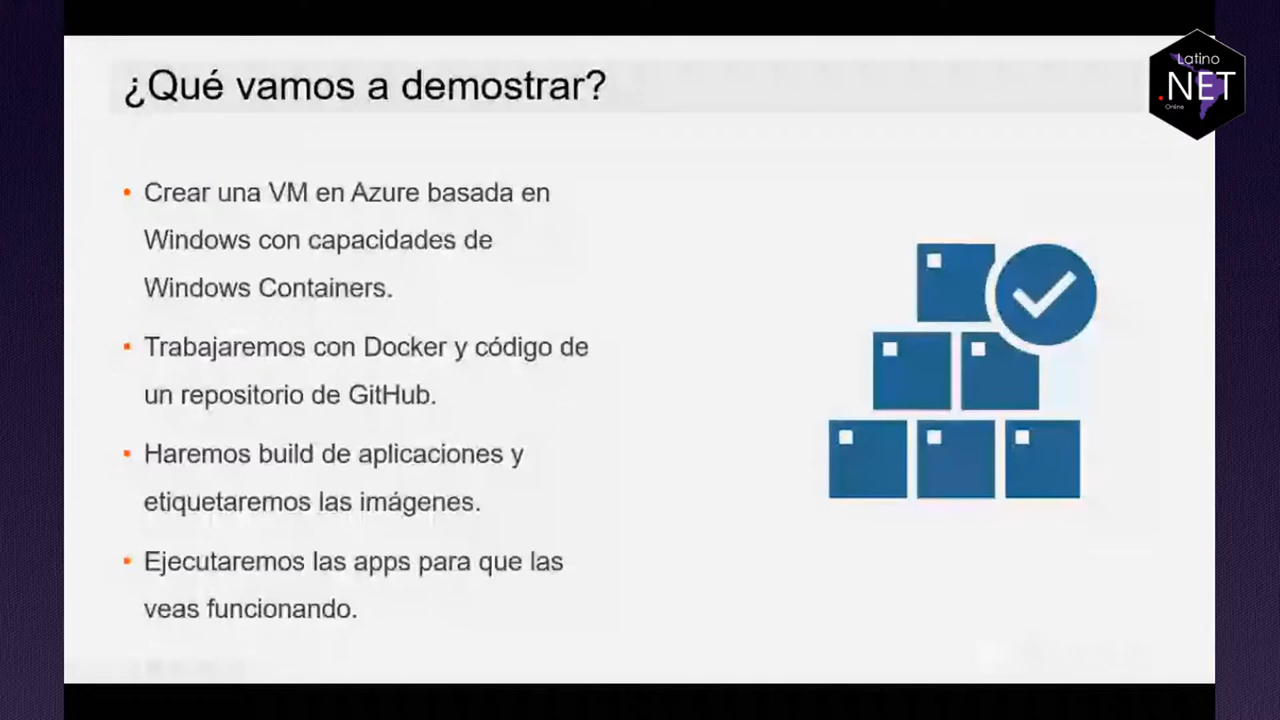 ¿Qué vamos a demostrar?
Latino
.NET
Online
• Crear una VM en Azure basada en
Windows con capacidades de
Windows Containers.
• Trabajaremos con Docker y código de
un repositorio de GitHub.
• Haremos build de aplicaciones y
etiquetaremos las imágenes.
• Ejecutaremos las apps para que las
veas funcionando.